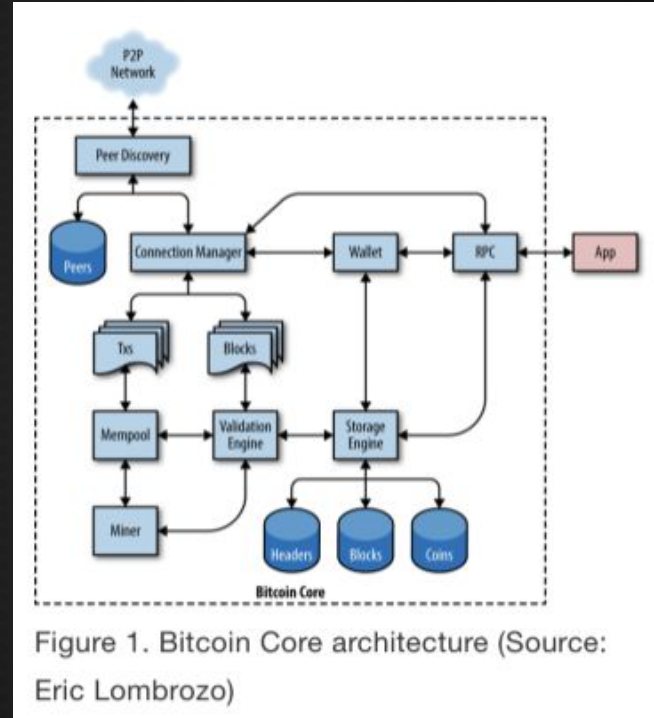 P2P
Network
Peer Discovery
Peers
Connection Manager
Wallet
RPC
App
Txs
Blocks
Mempool
Validation
Engine
Storage
Engine
Miner
Headers
Blocks
Coins
Bitcoin Core
Figure 1. Bitcoin Core architecture (Source:
Eric Lombrozo)